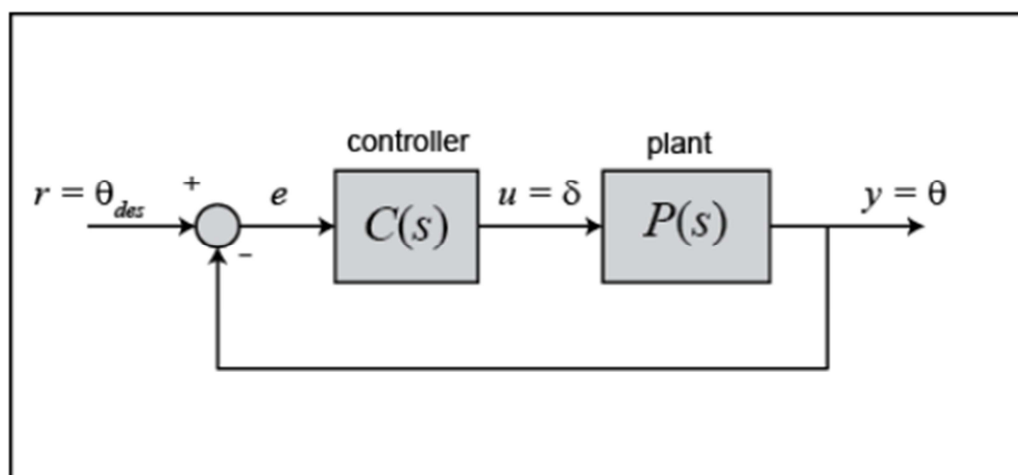 controller
plant
r = θdes
+
e
C(s)
u = δ
P(s)
y = θ
−